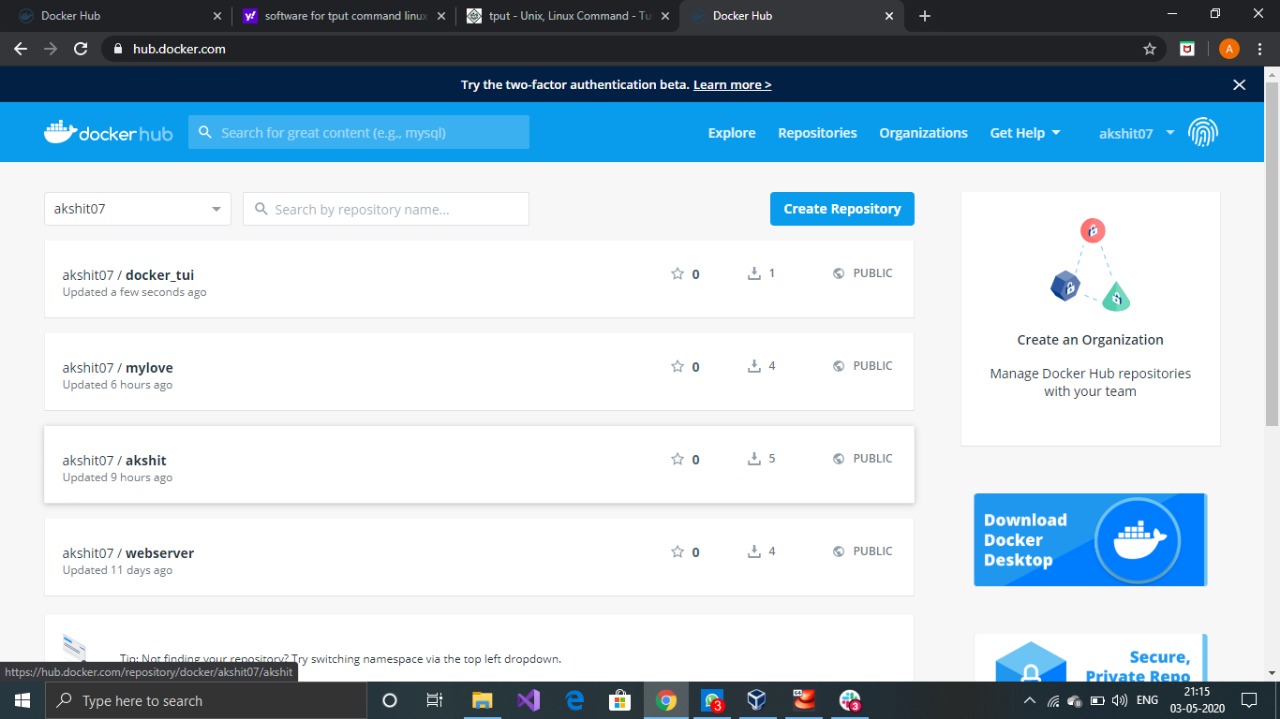 Docker Hub
software for tput command linux
tput - Unix, Linux Command - Tu
Docker Hub
hub.docker.com
A
Try the two-factor authentication beta. Learn more >
docker hub
Search for great content (e.g., mysql)
Explore
Repositories
Organizations
Get Help
akshit07
akshit07
Search by repository name...
Create Repository
akshit07 / docker_tui
0
1
PUBLIC
Updated a few seconds ago
akshit07 / mylove
0
4
PUBLIC
Updated 6 hours ago
akshit07 / akshit
0
5
PUBLIC
Updated 9 hours ago
akshit07 / webserver
0
4
PUBLIC
Updated 11 days ago
Tip: Not finding your repository? Try switching namespace via the top left dropdown.
Create an Organization
Manage Docker Hub repositories
with your team
Download
Docker
Desktop
Secure,
Private Repo
https://hub.docker.com/repository/docker/akshit07/akshit
Type here to search
3
3
ENG
21:15
03-05-2020